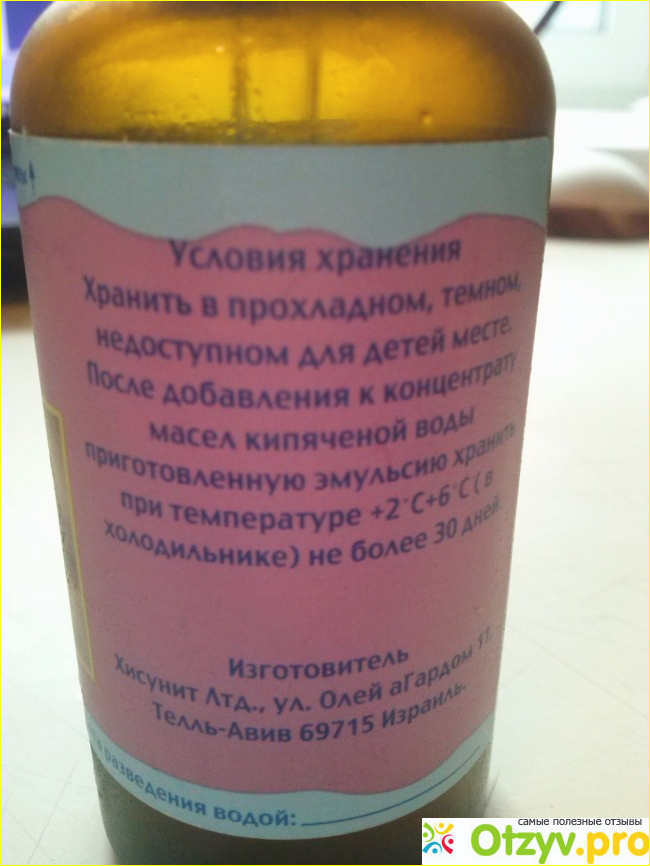 Условия хранения
Хранить в прохладном, темном,
недоступном для детей месте.
После добавления к концентрату
масел кипяченой воды
приготовленную эмульсию хранить
при температуре +2°С+6°С ( в
холодильнике) не более 30 дней.
Изготовитель
Хисунит Лтд., ул. Олей аГардом 11,
Телль-Авив 69715 Израиль.
разведения водой:
самые полезные отзывы
Otzyv.pro